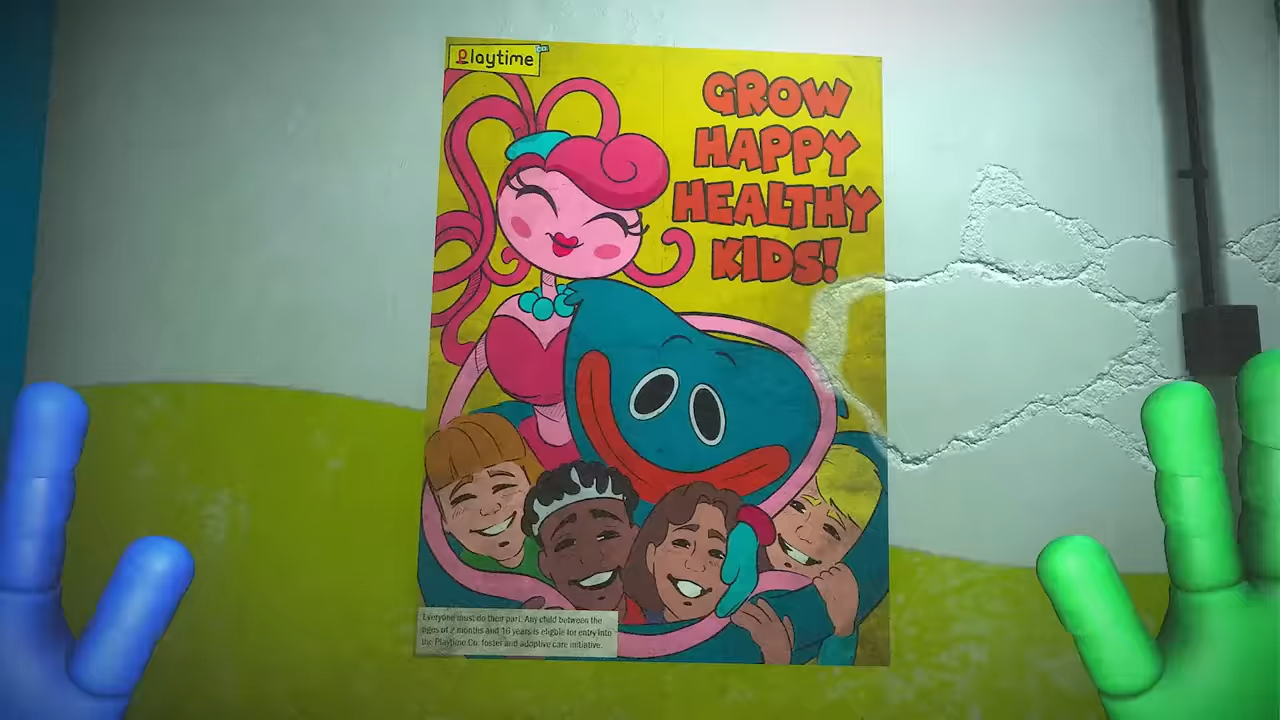 Playtime
CO.
GROW
HAPPY
HEALTHY
KIDS!
Everyone must do their part. Any child between the
ages of 2 months and 16 years is eligible for entry into
the Playtime Co. foster and adoptive care initiative.